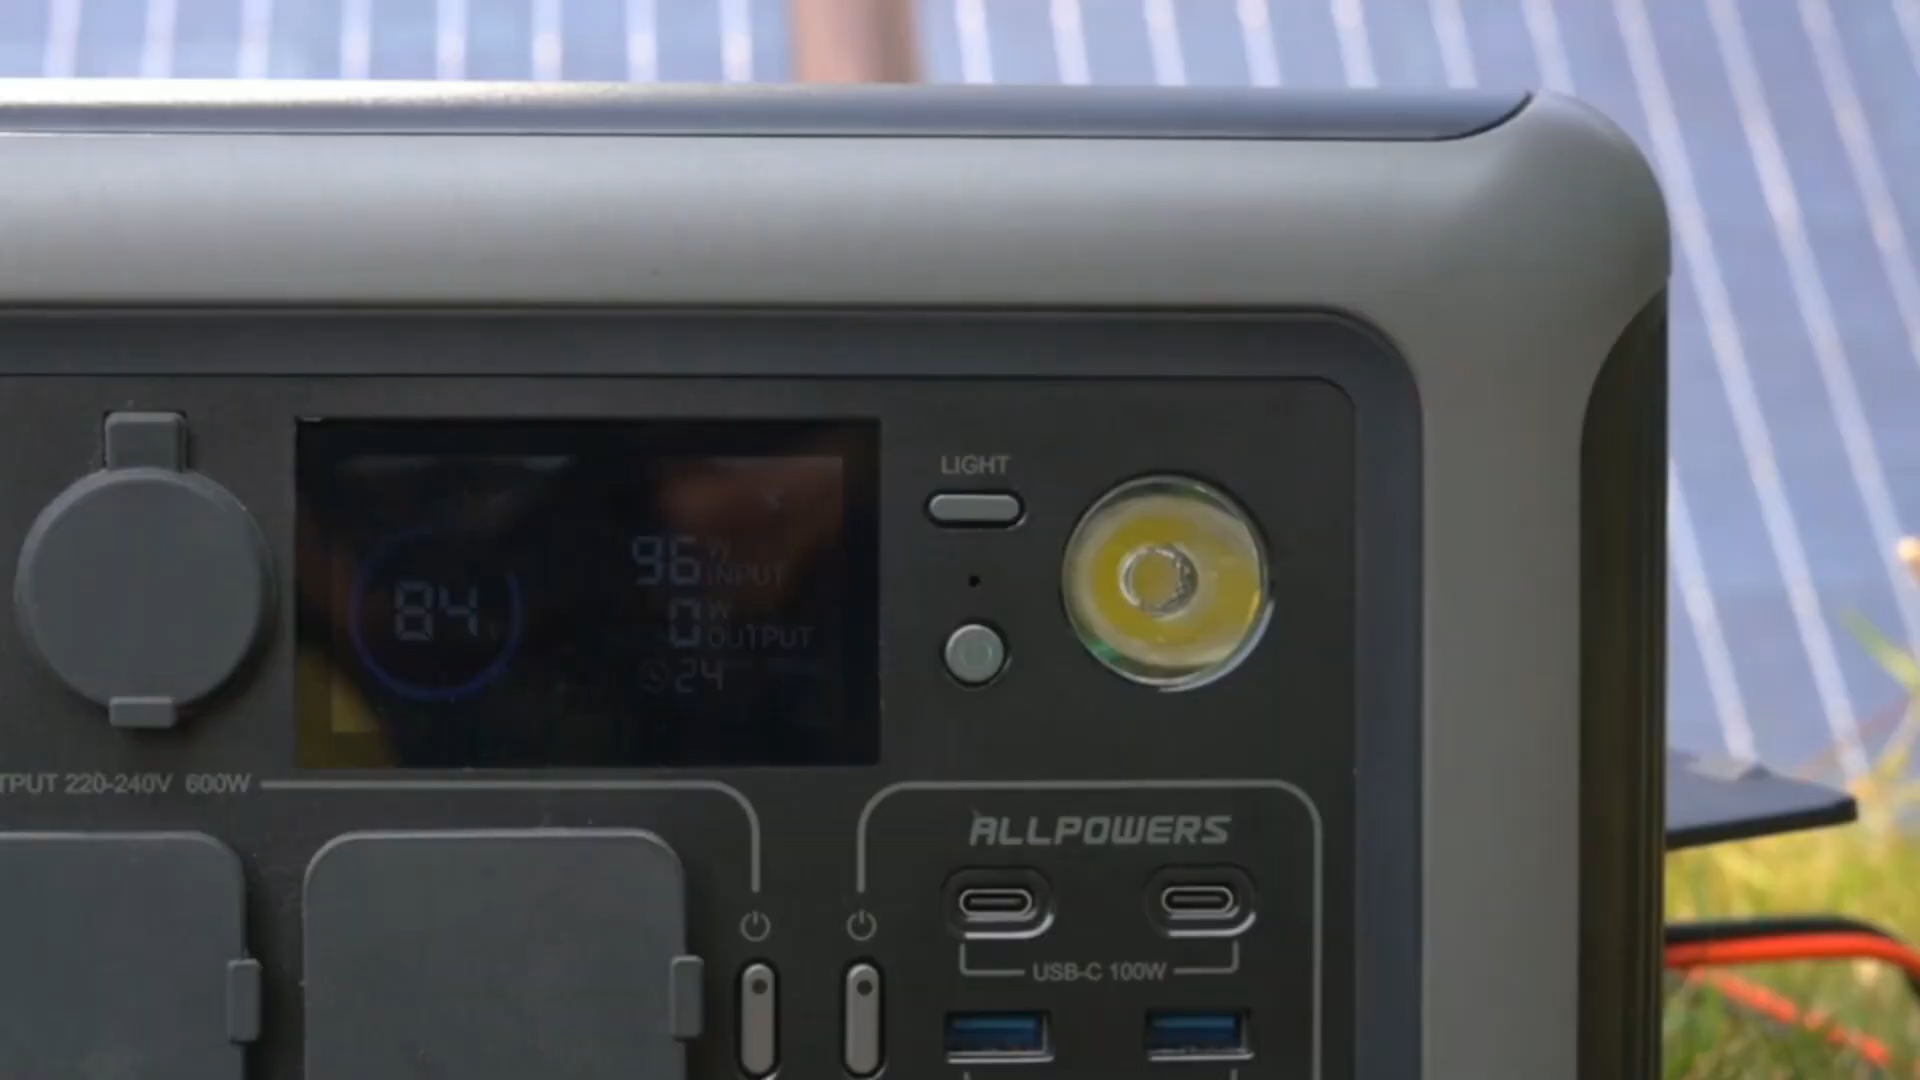 LIGHT
96 W
INPUT
84 %
0 W
OUTPUT
24
TPUT 220-240V 600W
ALLPOWERS
USB-C 100W